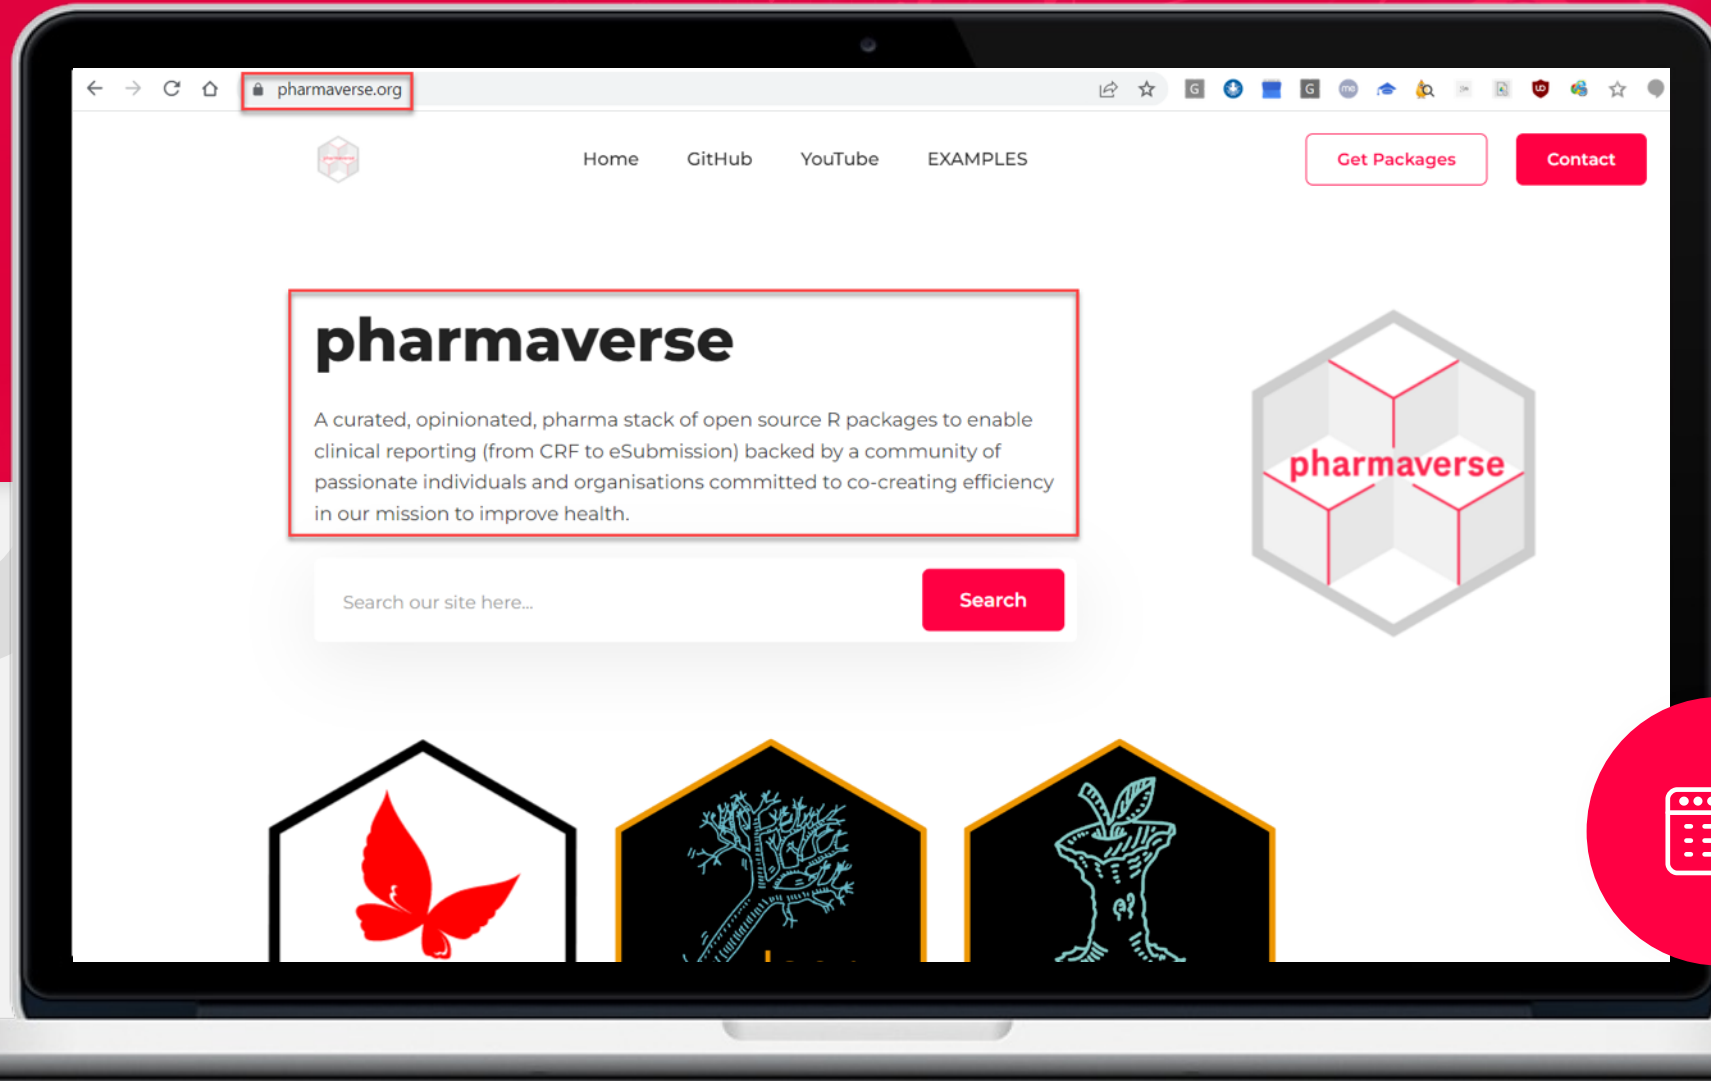 pharmaverse.org
Home GitHub YouTube EXAMPLES
Get Packages Contact
pharmaverse
A curated, opinionated, pharma stack of open source R packages to enable
clinical reporting (from CRF to eSubmission) backed by a community of
passionate individuals and organisations committed to co-creating efficiency
in our mission to improve health.
pharmaverse
Search our site here...
Search